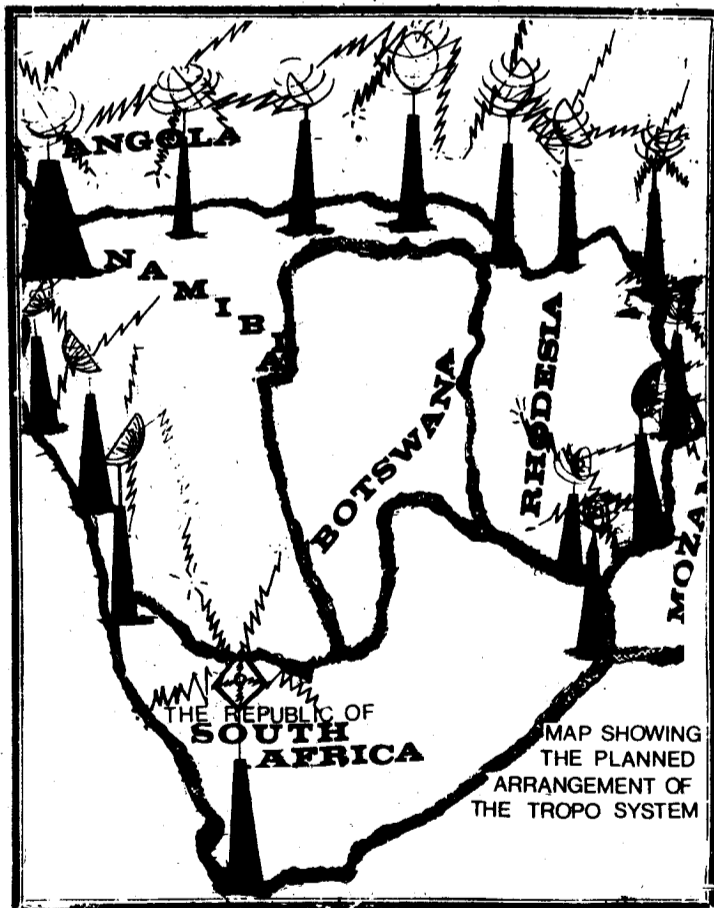 ANGOLA
NAMIBIA
BOTSWANA
RHODESIA
MOZAM
THE REPUBLIC OF
SOUTH
AFRICA
MAP SHOWING
THE PLANNED
ARRANGEMENT OF
THE TROPO SYSTEM